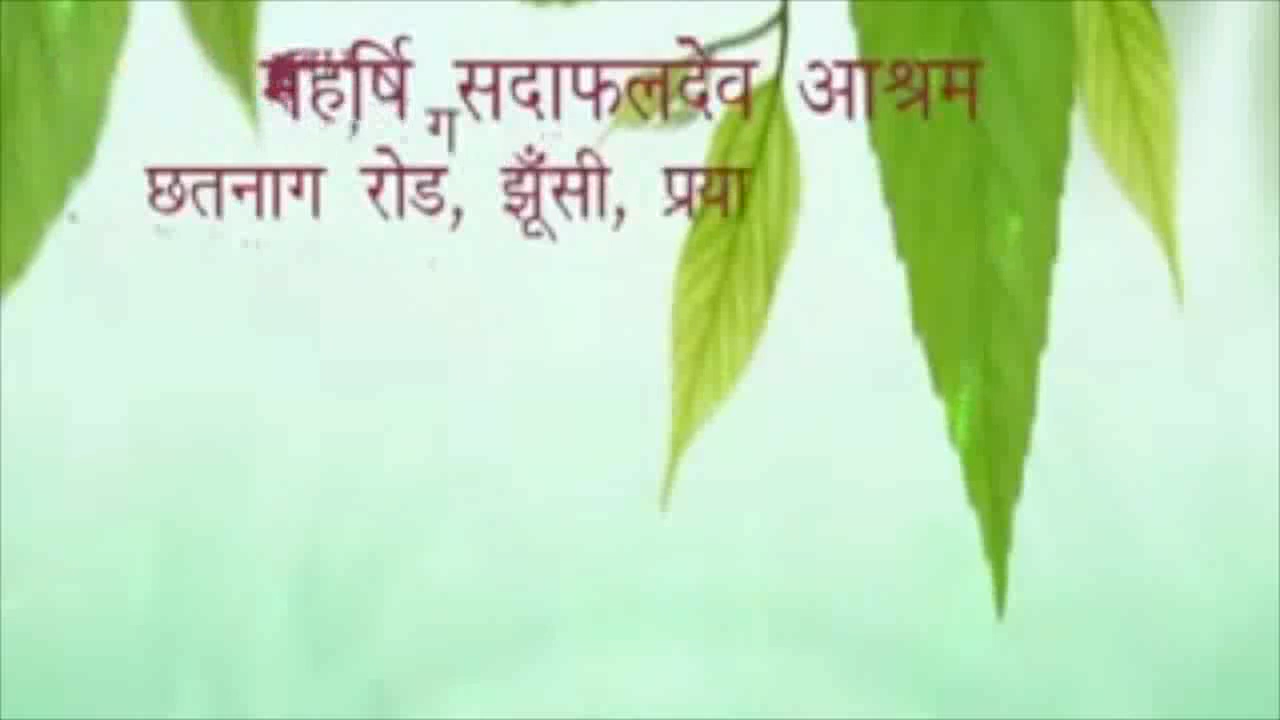 महर्षि सदाफलदेव आश्रम
ग
छतनाग रोड, झूँसी, प्रया